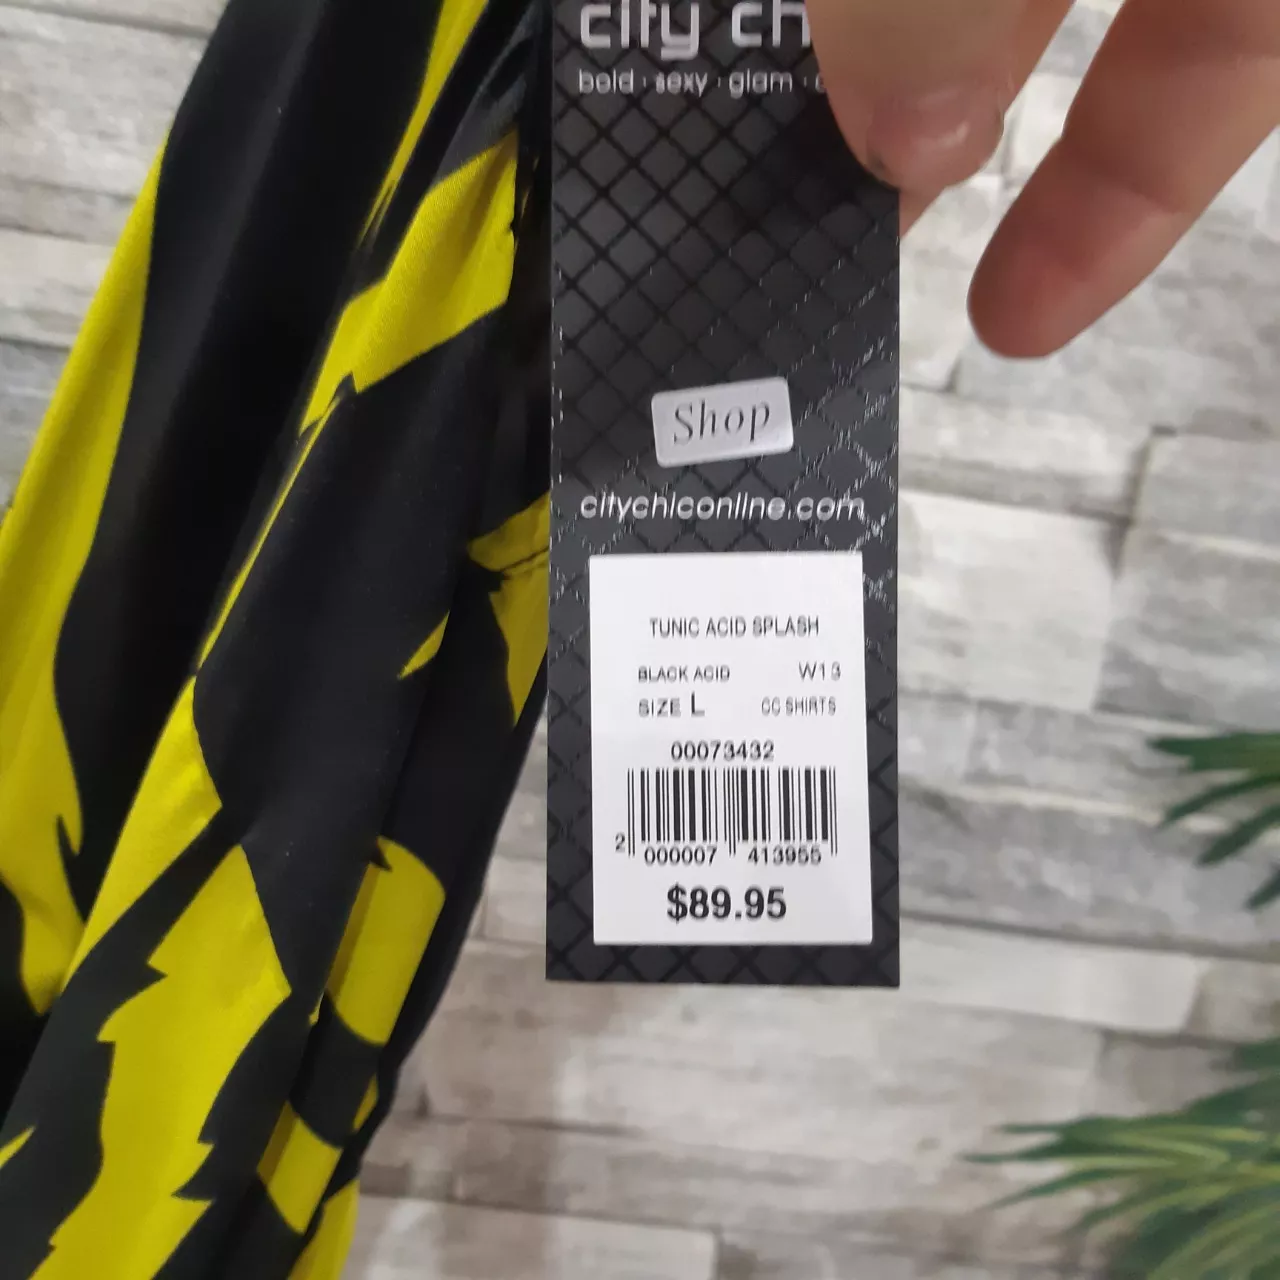 city ch
bold · sexy · glam ·
Shop
citychiconline.com
TUNIC ACID SPLASH
BLACK ACID W13
SIZE L CC SHIRTS
00073432
2 000007 413955
$89.95